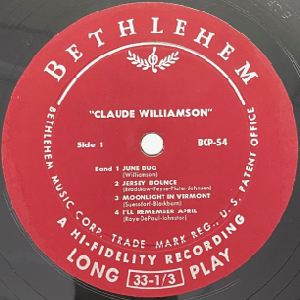 BETHLEHEM
"CLAUDE WILLIAMSON"
Side 1
BCP-54
Band 1 JUNE BUG
(Williamson)
2 JERSEY BOUNCE
(Bradshaw-Feyne-Plater-Johnson)
3 MOONLIGHT IN VERMONT
(Suessdorf-Blackburn)
4 I'LL REMEMBER APRIL
(Raye-DePaul-Johnston)
BETHLEHEM MUSIC CORP. TRADE MARK REG., U. S. PATENT OFFICE
A HI-FIDELITY RECORDING
LONG 33-1/3 PLAY